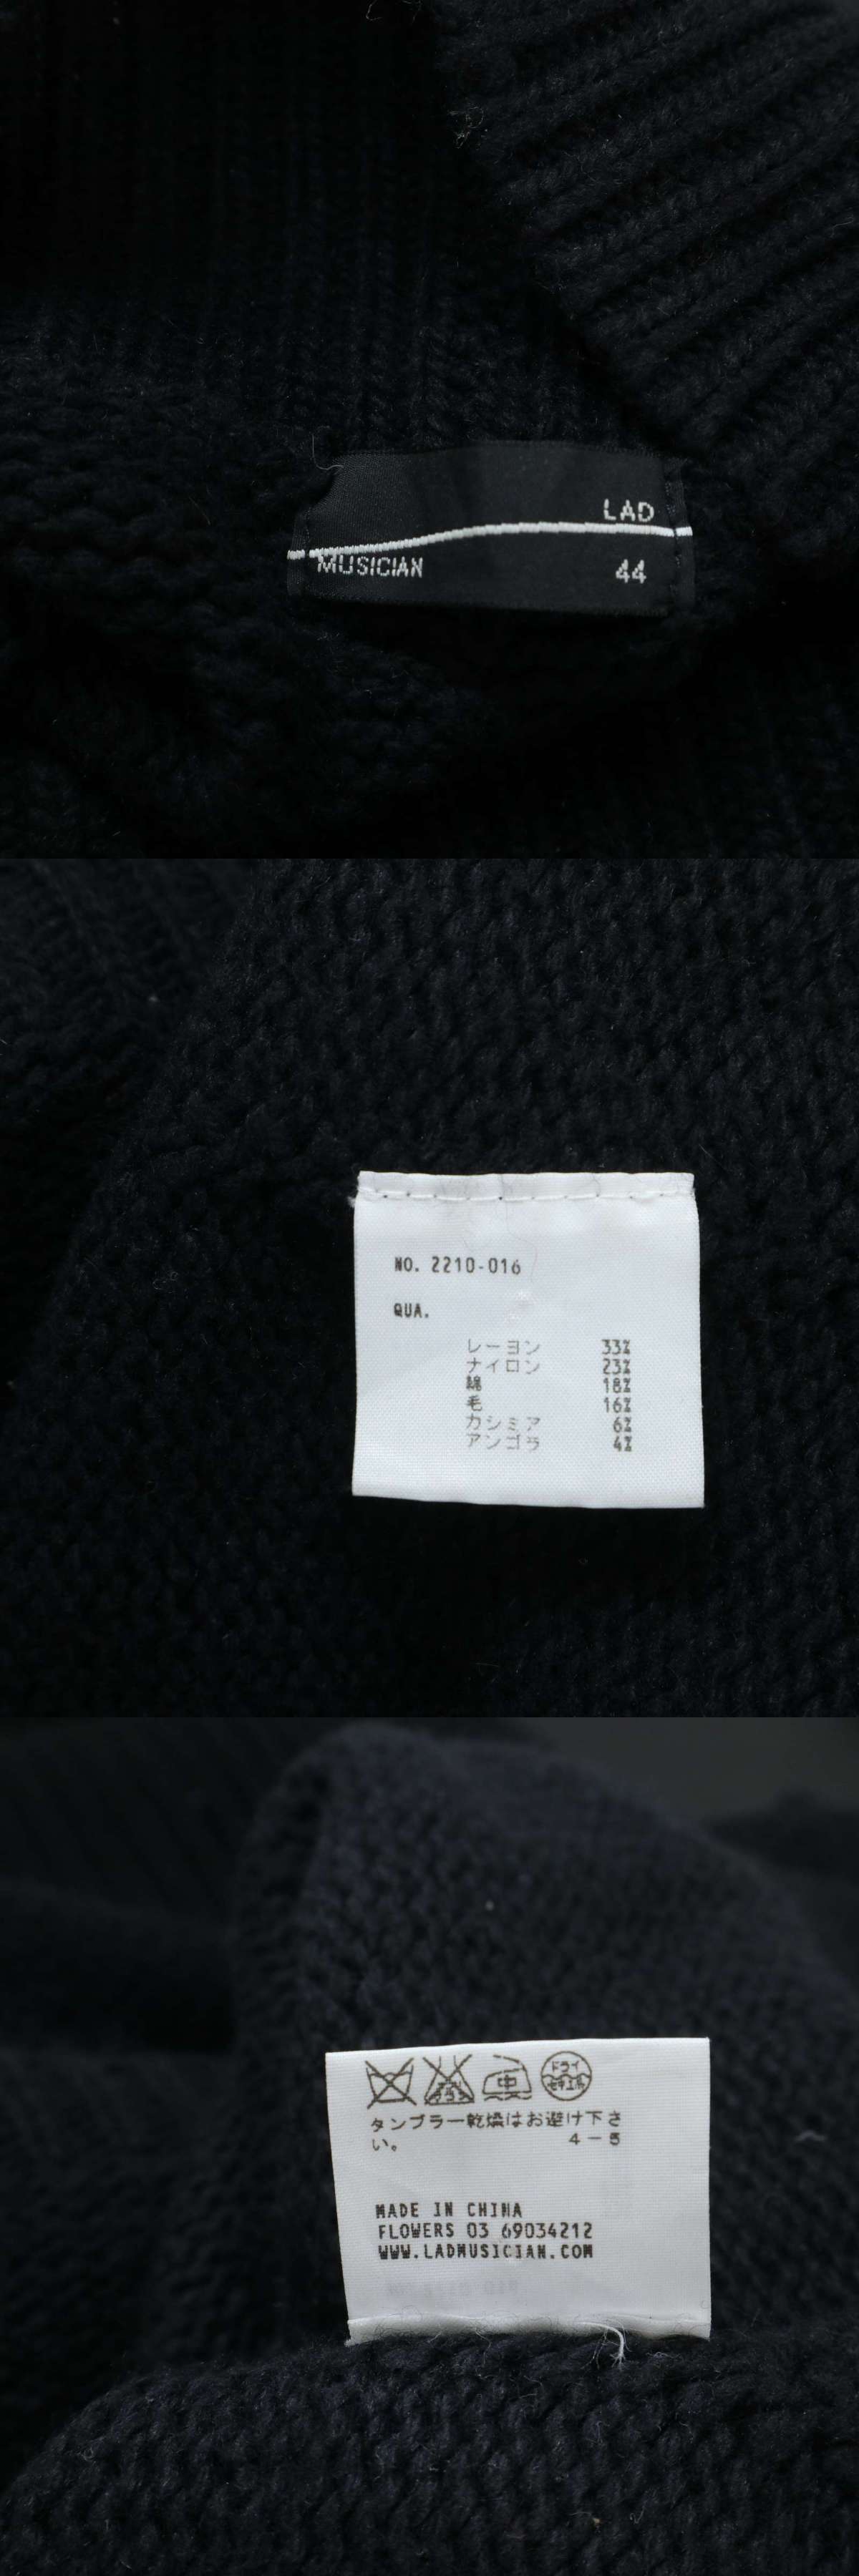 LAD
MUSICIAN 44
NO. 2210-016
QUA.
レーヨン 33%
ナイロン 23%
綿 18%
毛 16%
カシミア 6%
アンゴラ 4%
中 ドライ
タンブラー乾燥はお避け下さ
い。 4-5
MADE IN CHINA
FLOWERS 03 69034212
WWW.LADMUSICIAN.COM